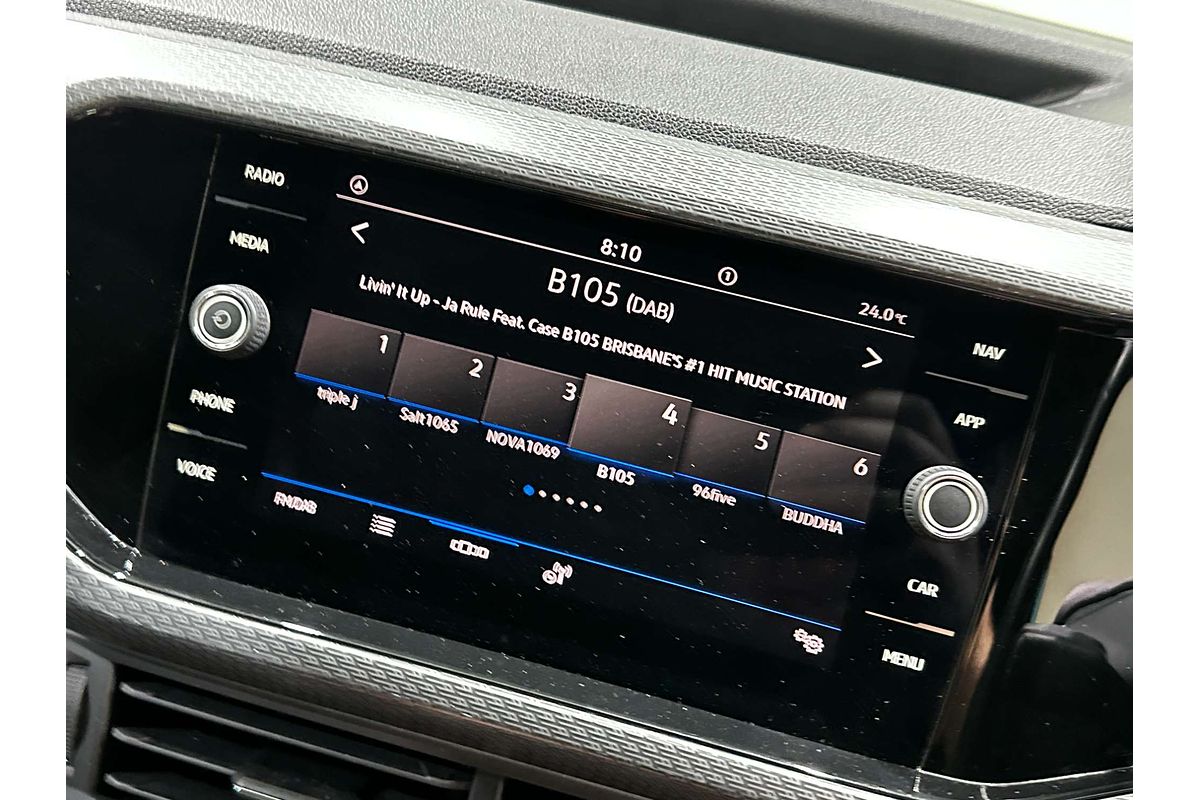 RADIO
MEDIA
PHONE
VOICE
8:10
1
24.0°C
B105 (DAB)
Livin' It Up - Ja Rule Feat. Case B105 BRISBANE'S #1 HIT MUSIC STATION
1
triple j
2
Salt1065
3
NOVA1069
4
B105
5
96five
6
BUDDHA
FM/DAB
NAV
APP
CAR
MENU